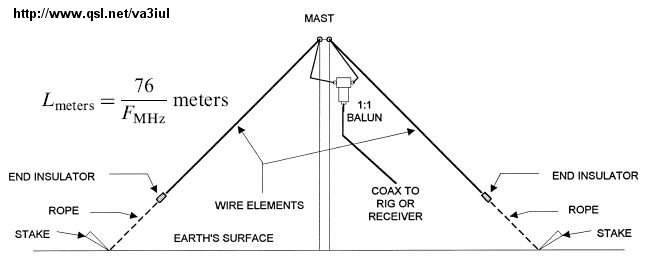 http://www.qsl.net/va3iul
MAST
L_meters = 76 / F_MHz meters
1:1
BALUN
END INSULATOR
ROPE
STAKE
WIRE ELEMENTS
EARTH'S SURFACE
COAX TO
RIG OR
RECEIVER
END INSULATOR
ROPE
STAKE